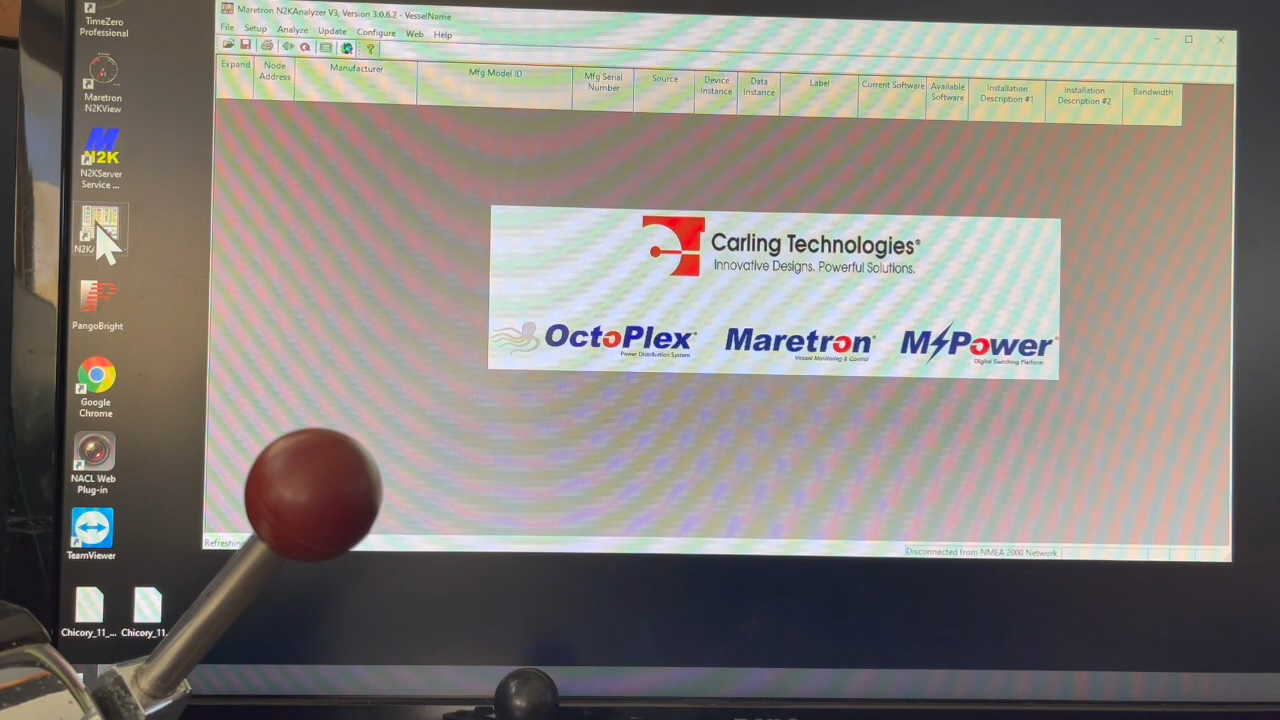 TimeZero
Professional
Maretron
N2KView
N2K
N2KServer
Service ...
PangoBright
Google
Chrome
NACL Web
Plug-in
TeamViewer
Chicory_11_... Chicory_11.
Maretron N2KAnalyzer V3, Version 3.0.6.2 - VesselName
File Setup Analyze Update Configure Web Help
Expand
Node
Address
Manufacturer
Mfg Model ID
Mfg Serial
Number
Source
Device
Instance
Data
Instance
Label
Current Software
Available
Software
Installation
Description #1
Installation
Description #2
Bandwidth
Carling Technologies®
Innovative Designs. Powerful Solutions.
OctoPlex
Power Distribution System
Maretron
Vessel Monitoring & Control
MPower
Digital Switching Platform
Refreshing
Disconnected from NMEA 2000 Network